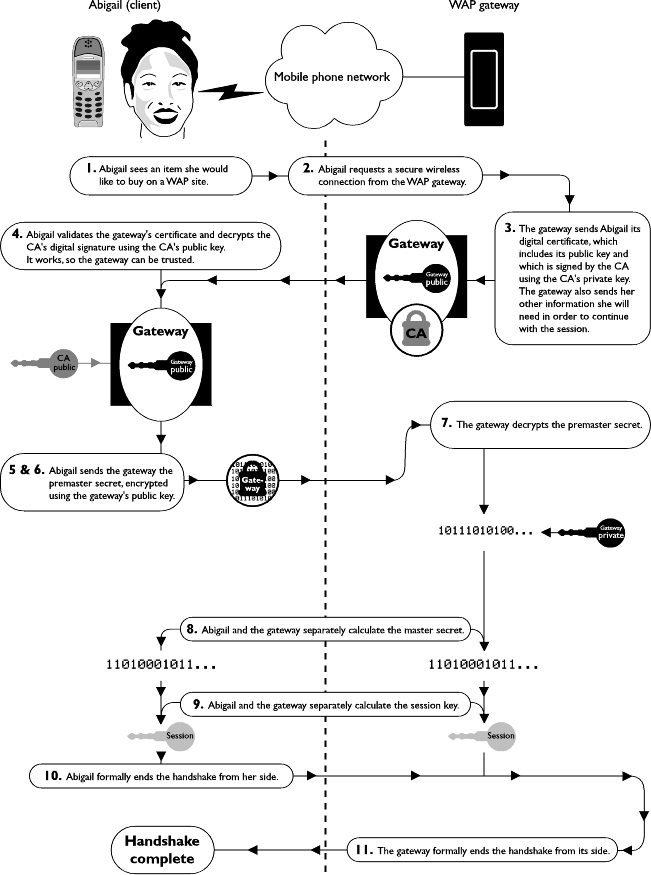 Abigail (client)
WAP gateway
Mobile phone network
1. Abigail sees an item she would
like to buy on a WAP site.
2. Abigail requests a secure wireless
connection from the WAP gateway.
3. The gateway sends Abigail its
digital certificate, which
includes its public key and
which is signed by the CA
using the CA's private key.
The gateway also sends her
other information she will
need in order to continue
with the session.
4. Abigail validates the gateway's certificate and decrypts the
CA's digital signature using the CA's public key.
It works, so the gateway can be trusted.
Gateway
Gateway
public
CA
Gateway
CA
public
Gateway
public
5 & 6. Abigail sends the gateway the
premaster secret, encrypted
using the gateway's public key.
Gate-
way
7. The gateway decrypts the premaster secret.
10111010100...
Gateway
private
8. Abigail and the gateway separately calculate the master secret.
11010001011...
11010001011...
9. Abigail and the gateway separately calculate the session key.
Session
Session
10. Abigail formally ends the handshake from her side.
11. The gateway formally ends the handshake from its side.
Handshake
complete